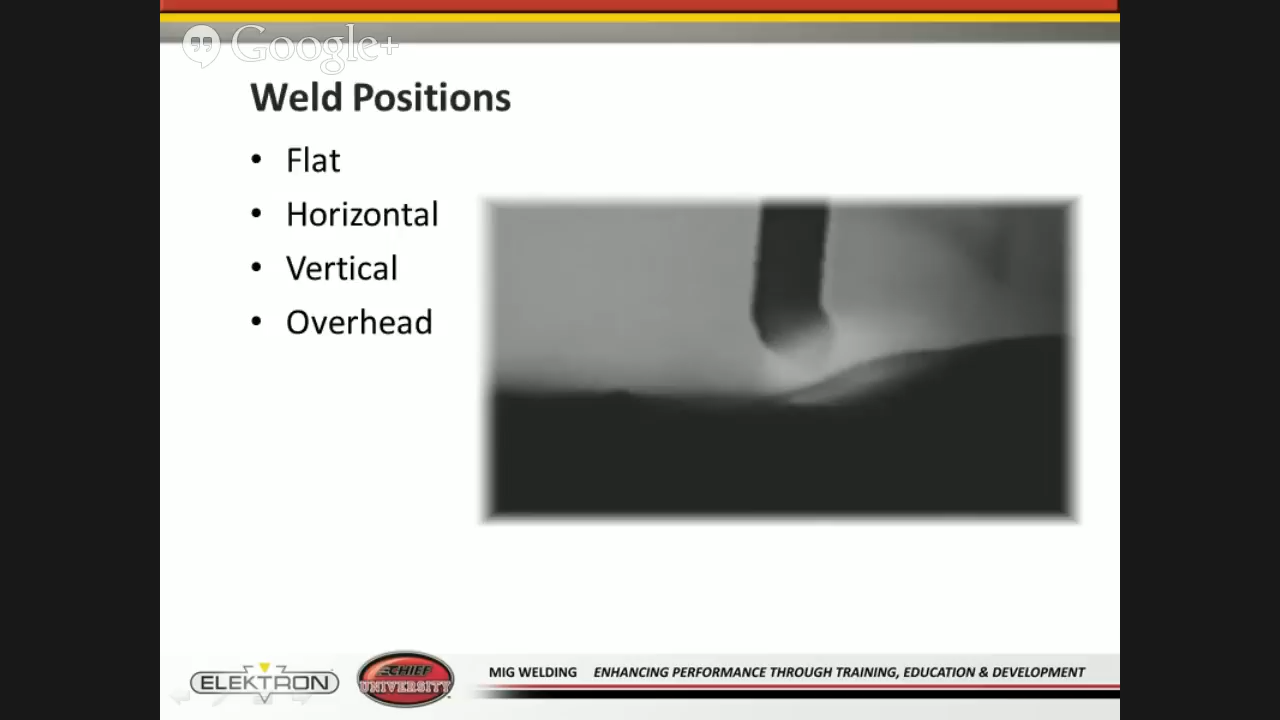 Google+
Weld Positions
• Flat
• Horizontal
• Vertical
• Overhead
ELEKTRON
CHIEF
UNIVERSITY
MIG WELDING ENHANCING PERFORMANCE THROUGH TRAINING, EDUCATION & DEVELOPMENT